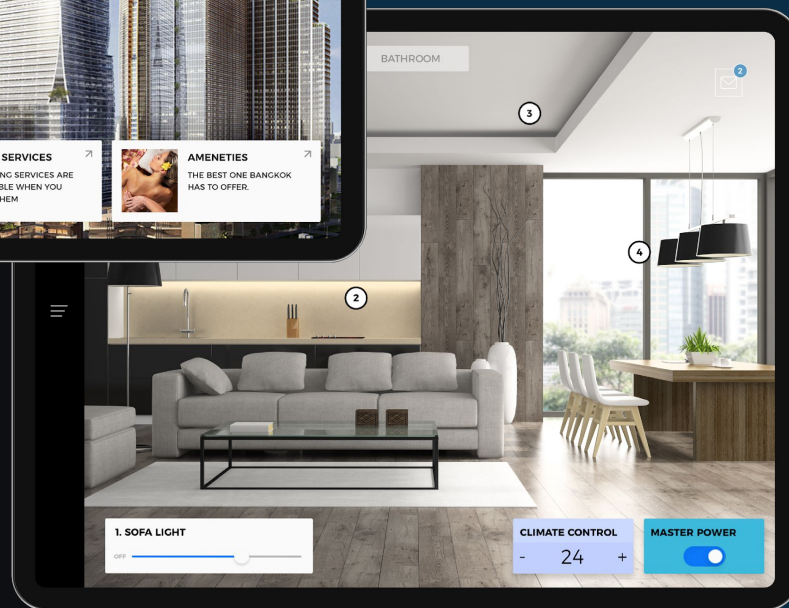 SERVICES
NG SERVICES ARE
BLE WHEN YOU
HEM
AMENETIES
THE BEST ONE BANGKOK
HAS TO OFFER.
BATHROOM
2
3
4
2
1. SOFA LIGHT
OFF
CLIMATE CONTROL
- 24 +
MASTER POWER